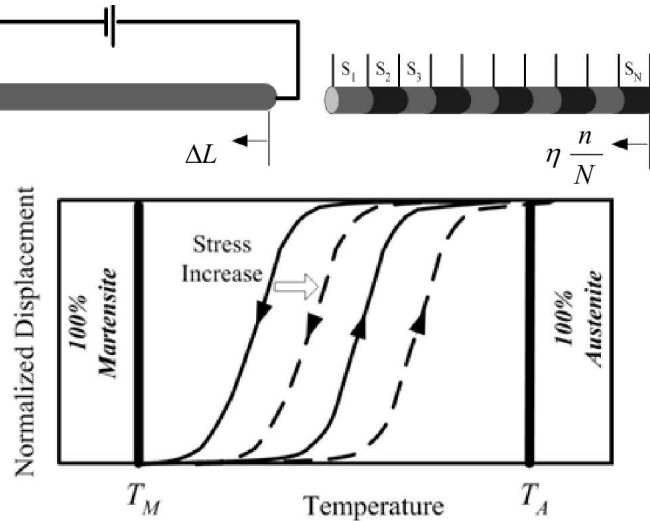 S1 S2 S3 SN
ΔL
η n/N
Normalized Displacement
100%
Martensite
Stress
Increase
100%
Austenite
TM Temperature TA